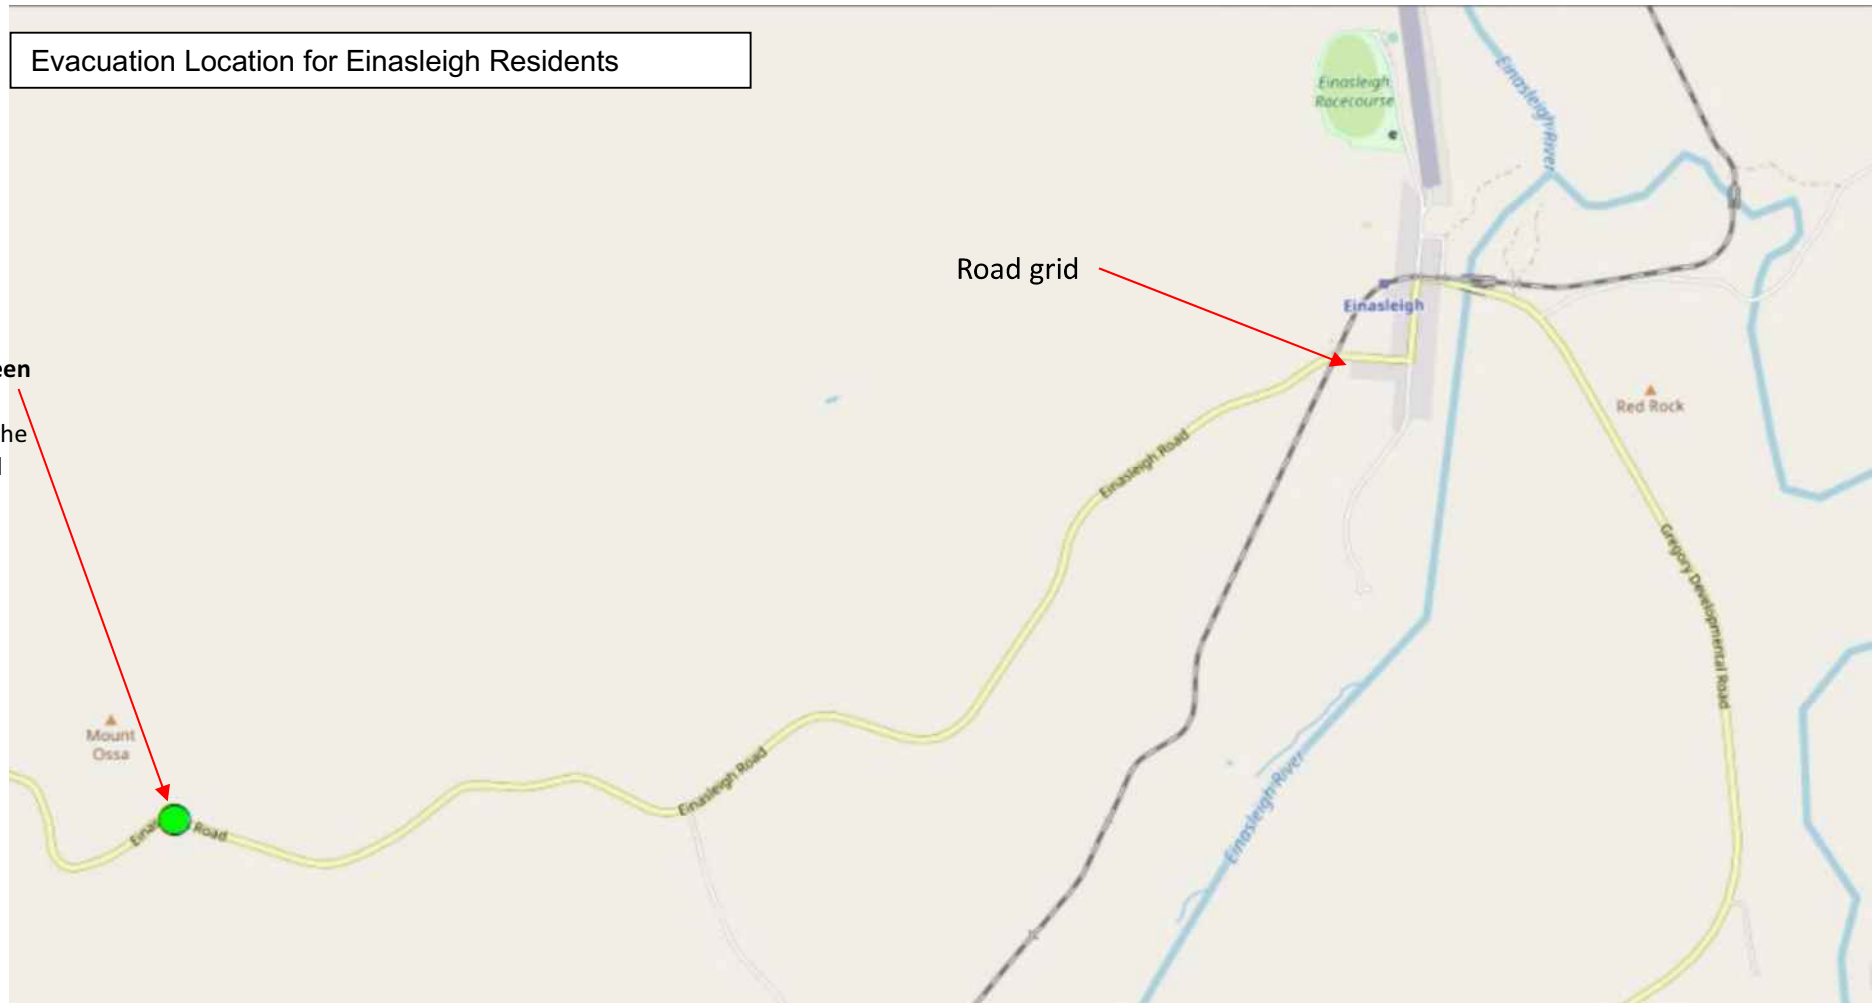 Evacuation Location for Einasleigh Residents
Einasleigh
Racecourse
Einasleigh River
Road grid
Einasleigh
een
he
Red Rock
Einasleigh Road
Gregory Developmental Road
Mount
Ossa
Einasleigh Road
Einasleigh River
Einas
Road